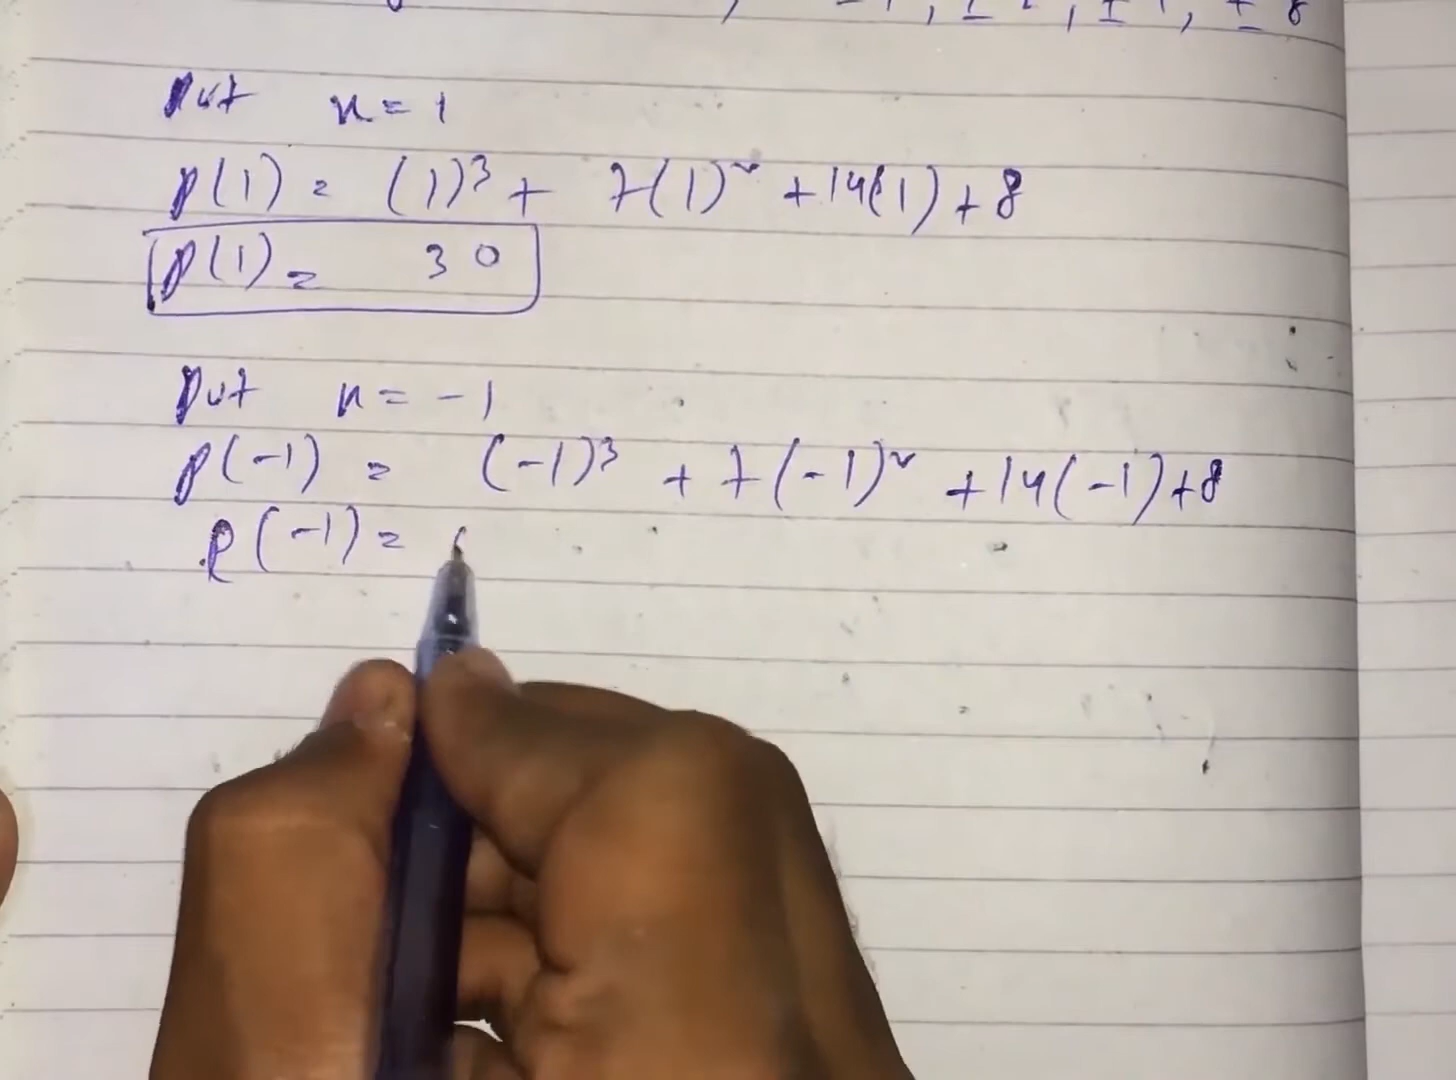 ± 8
Put x = 1
p(1) = (1)³ + 7(1)² + 14(1) + 8
p(1) = 30
Put x = -1
p(-1) = (-1)³ + 7(-1)² + 14(-1) + 8
P(-1) =